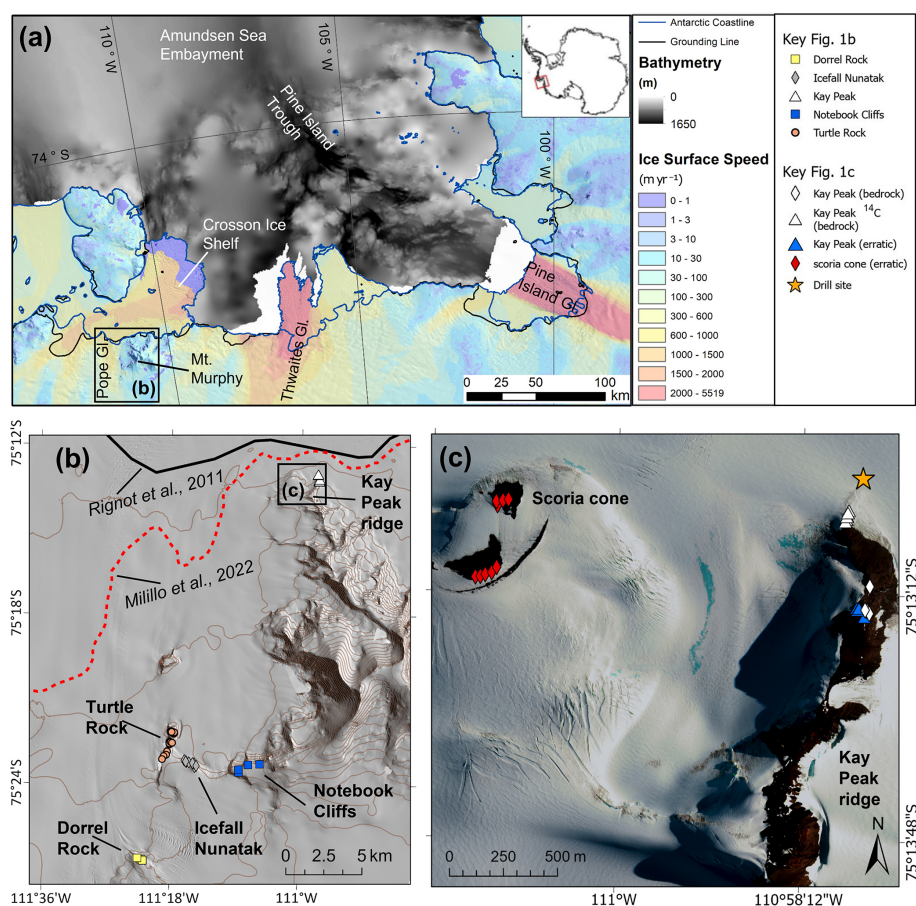 (a)
Amundsen Sea
Embayment
110 ° W
105 ° W
100 ° W
74 ° S
Pine Island
Trough
Crosson Ice
Shelf
Pope Gl.
Mt.
Murphy
(b)
Thwaites Gl.
Pine
Island Gl.
0 25 50 100
km
Antarctic Coastline
Grounding Line
Bathymetry
(m)
0
1650
Ice Surface Speed
(m yr⁻¹)
0 - 1
1 - 3
3 - 10
10 - 30
30 - 100
100 - 300
300 - 600
600 - 1000
1000 - 1500
1500 - 2000
2000 - 5519
Key Fig. 1b
Dorrel Rock
Icefall Nunatak
Kay Peak
Notebook Cliffs
Turtle Rock
Key Fig. 1c
Kay Peak (bedrock)
Kay Peak ¹⁴C
(bedrock)
Kay Peak (erratic)
scoria cone (erratic)
Drill site
(b)
Rignot et al., 2011
Milillo et al., 2022
(c)
Kay
Peak
ridge
Turtle
Rock
Icefall
Nunatak
Notebook
Cliffs
Dorrel
Rock
0 2.5 5 km
75°12'S
75°18'S
75°24'S
111°36'W
111°18'W
111°W
(c)
Scoria cone
Kay
Peak
ridge
N
0 250 500 m
75°13'12"S
75°13'48"S
111°W
110°58'12"W